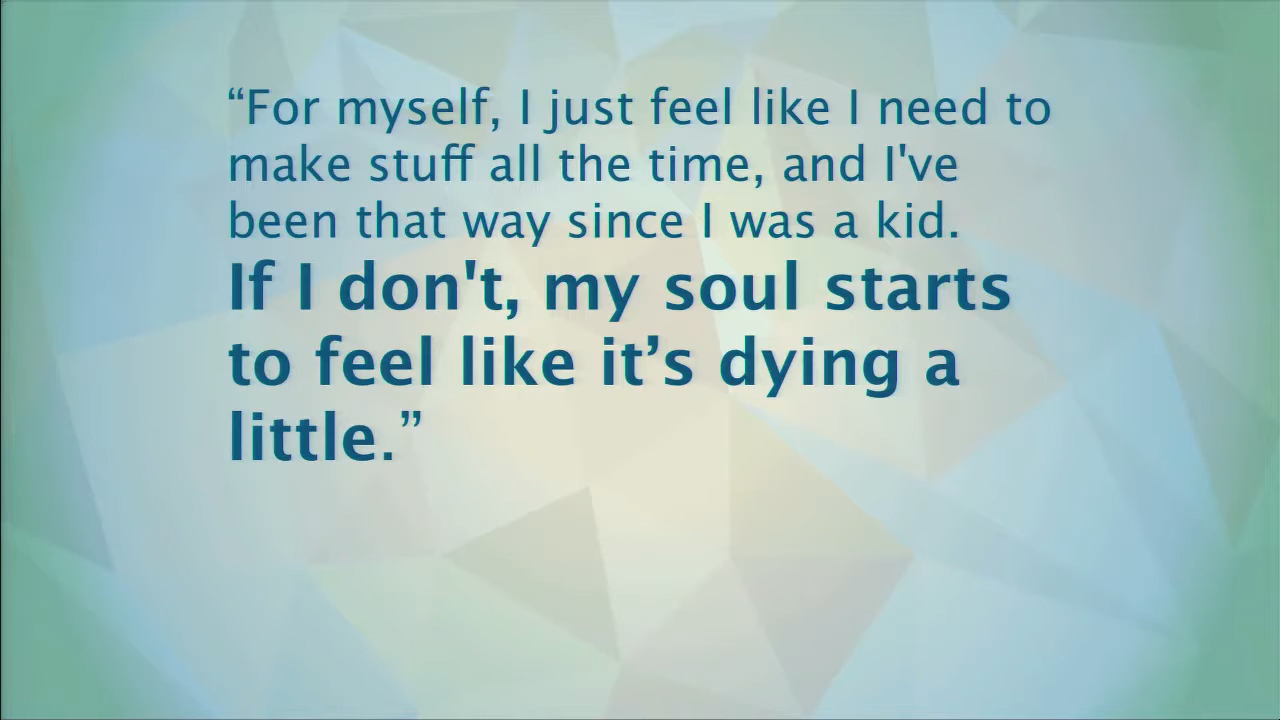 “For myself, I just feel like I need to
make stuff all the time, and I've
been that way since I was a kid.
If I don't, my soul starts
to feel like it’s dying a
little.”